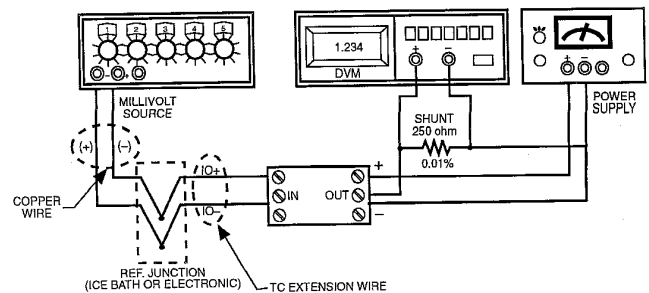 1 2 3 4 5
- +
MILLIVOLT
SOURCE
1.234
DVM
+ -
+ -
POWER
SUPPLY
SHUNT
250 ohm
0.01%
(+) (-)
COPPER
WIRE
IO+
IO-
IN
OUT
+
-
REF. JUNCTION
(ICE BATH OR ELECTRONIC)
TC EXTENSION WIRE